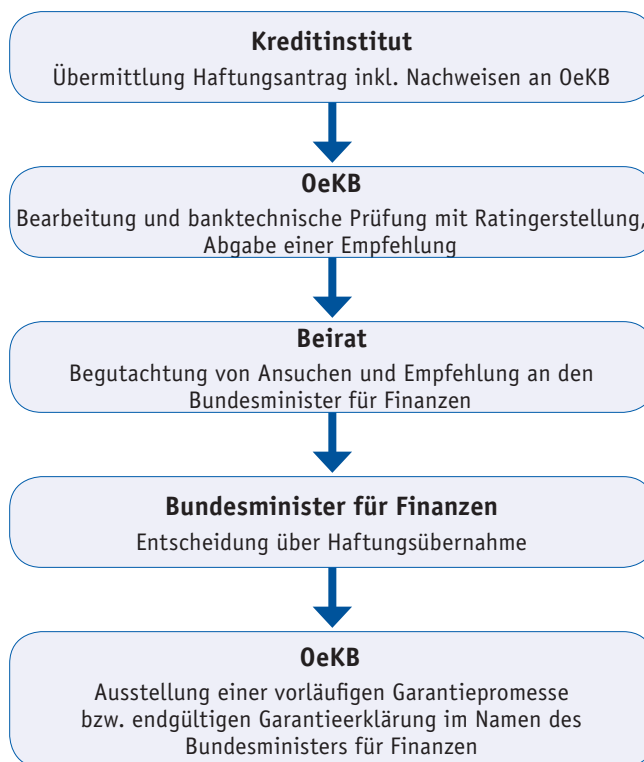 Kreditinstitut
Übermittlung Haftungsantrag inkl. Nachweisen an OeKB
OeKB
Bearbeitung und banktechnische Prüfung mit Ratingerstellung,
Abgabe einer Empfehlung
Beirat
Begutachtung von Ansuchen und Empfehlung an den
Bundesminister für Finanzen
Bundesminister für Finanzen
Entscheidung über Haftungsübernahme
OeKB
Ausstellung einer vorläufigen Garantiepromesse
bzw. endgültigen Garantieerklärung im Namen des
Bundesministers für Finanzen